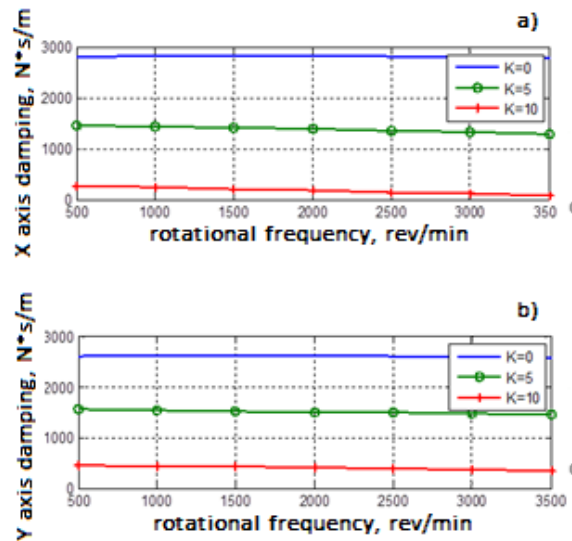 a)
X axis damping, N*s/m
3000
2000
1000
0
K=0
K=5
K=10
500 1000 1500 2000 2500 3000 350
rotational frequency, rev/min
b)
Y axis damping, N*s/m
3000
2000
1000
0
K=0
K=5
K=10
500 1000 1500 2000 2500 3000 3500
rotational frequency, rev/min